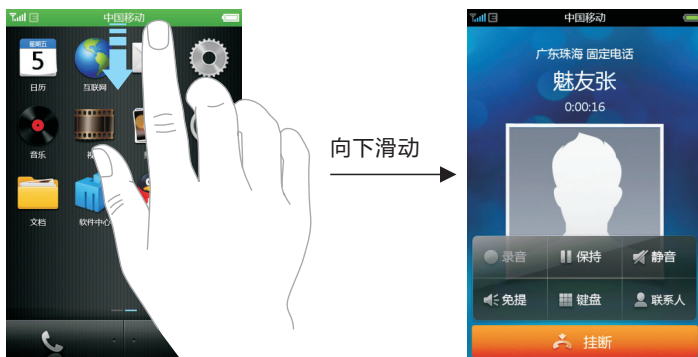 中国移动
星期五
5
日历
互联网
音乐
文档
软件中心
向下滑动
中国移动
广东珠海 固定电话
魅友张
0:00:16
录音
保持
静音
免提
键盘
联系人
挂断